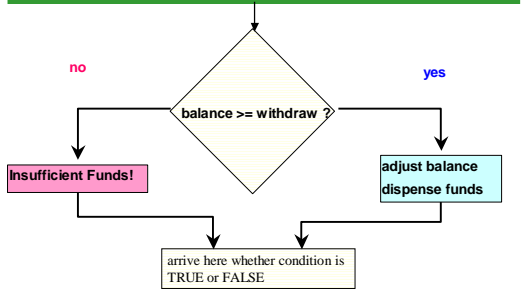 no
yes
balance >= withdraw ?
Insufficient Funds!
adjust balance
dispense funds
arrive here whether condition is
TRUE or FALSE